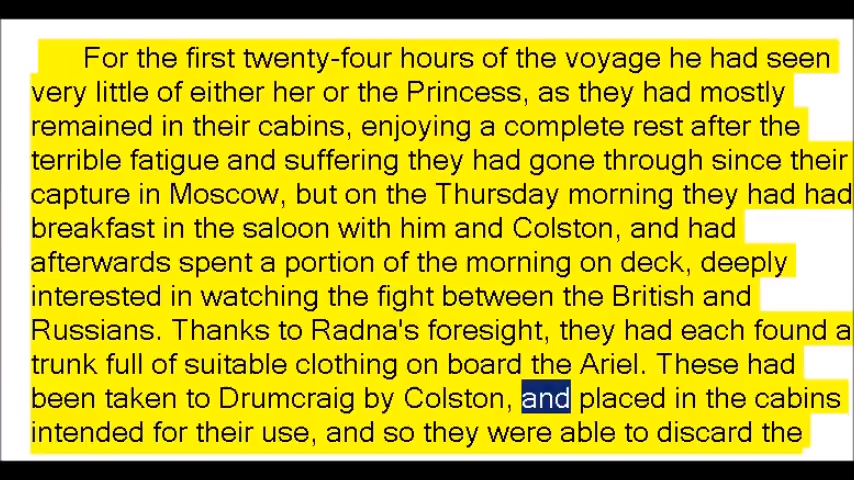 For the first twenty-four hours of the voyage he had seen
very little of either her or the Princess, as they had mostly
remained in their cabins, enjoying a complete rest after the
terrible fatigue and suffering they had gone through since their
capture in Moscow, but on the Thursday morning they had had
breakfast in the saloon with him and Colston, and had
afterwards spent a portion of the morning on deck, deeply
interested in watching the fight between the British and
Russians. Thanks to Radna's foresight, they had each found a
trunk full of suitable clothing on board the Ariel. These had
been taken to Drumcraig by Colston, and placed in the cabins
intended for their use, and so they were able to discard the